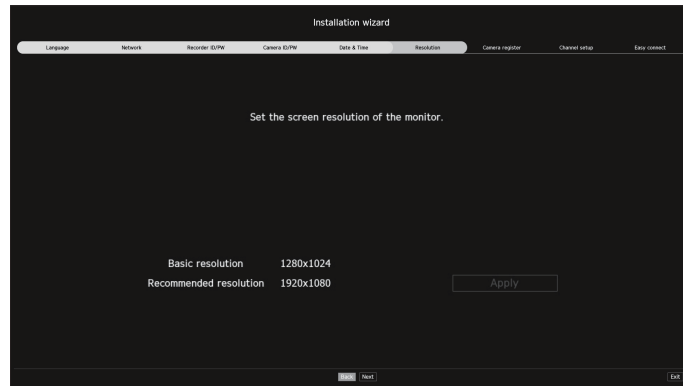 Installation wizard
Language Network Recorder ID/PW Camera ID/PW Date & Time Resolution Camera register Channel setup Easy connect
Set the screen resolution of the monitor.
Basic resolution 1280x1024
Recommended resolution 1920x1080 Apply
Back Next Exit